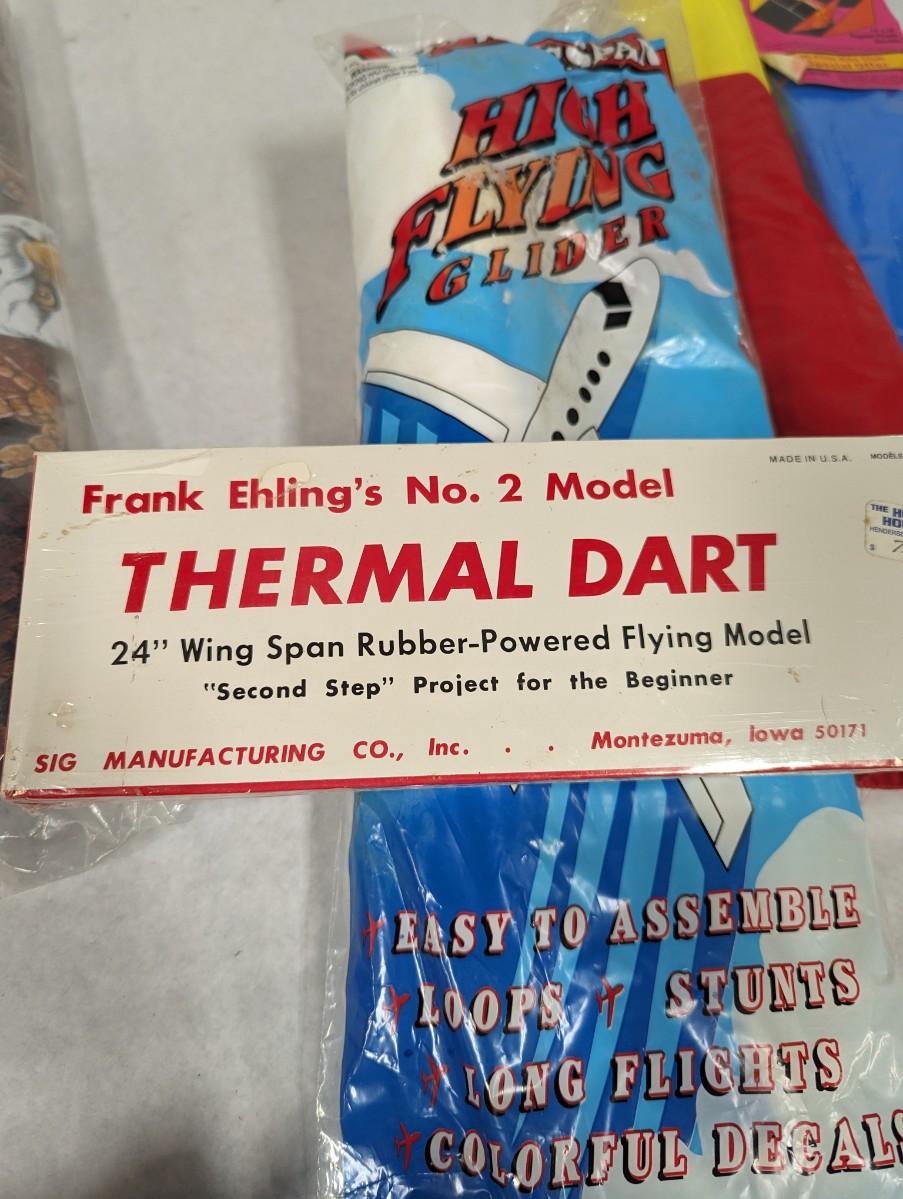 HIGH
FLYING
GLIDER
MADE IN U.S.A.
Frank Ehling's No. 2 Model
THERMAL DART
24" Wing Span Rubber-Powered Flying Model
"Second Step" Project for the Beginner
SIG MANUFACTURING CO., Inc. . . Montezuma, Iowa 50171
THE
$
EASY TO ASSEMBLE
LOOPS STUNTS
LONG FLIGHTS
COLORFUL DECALS